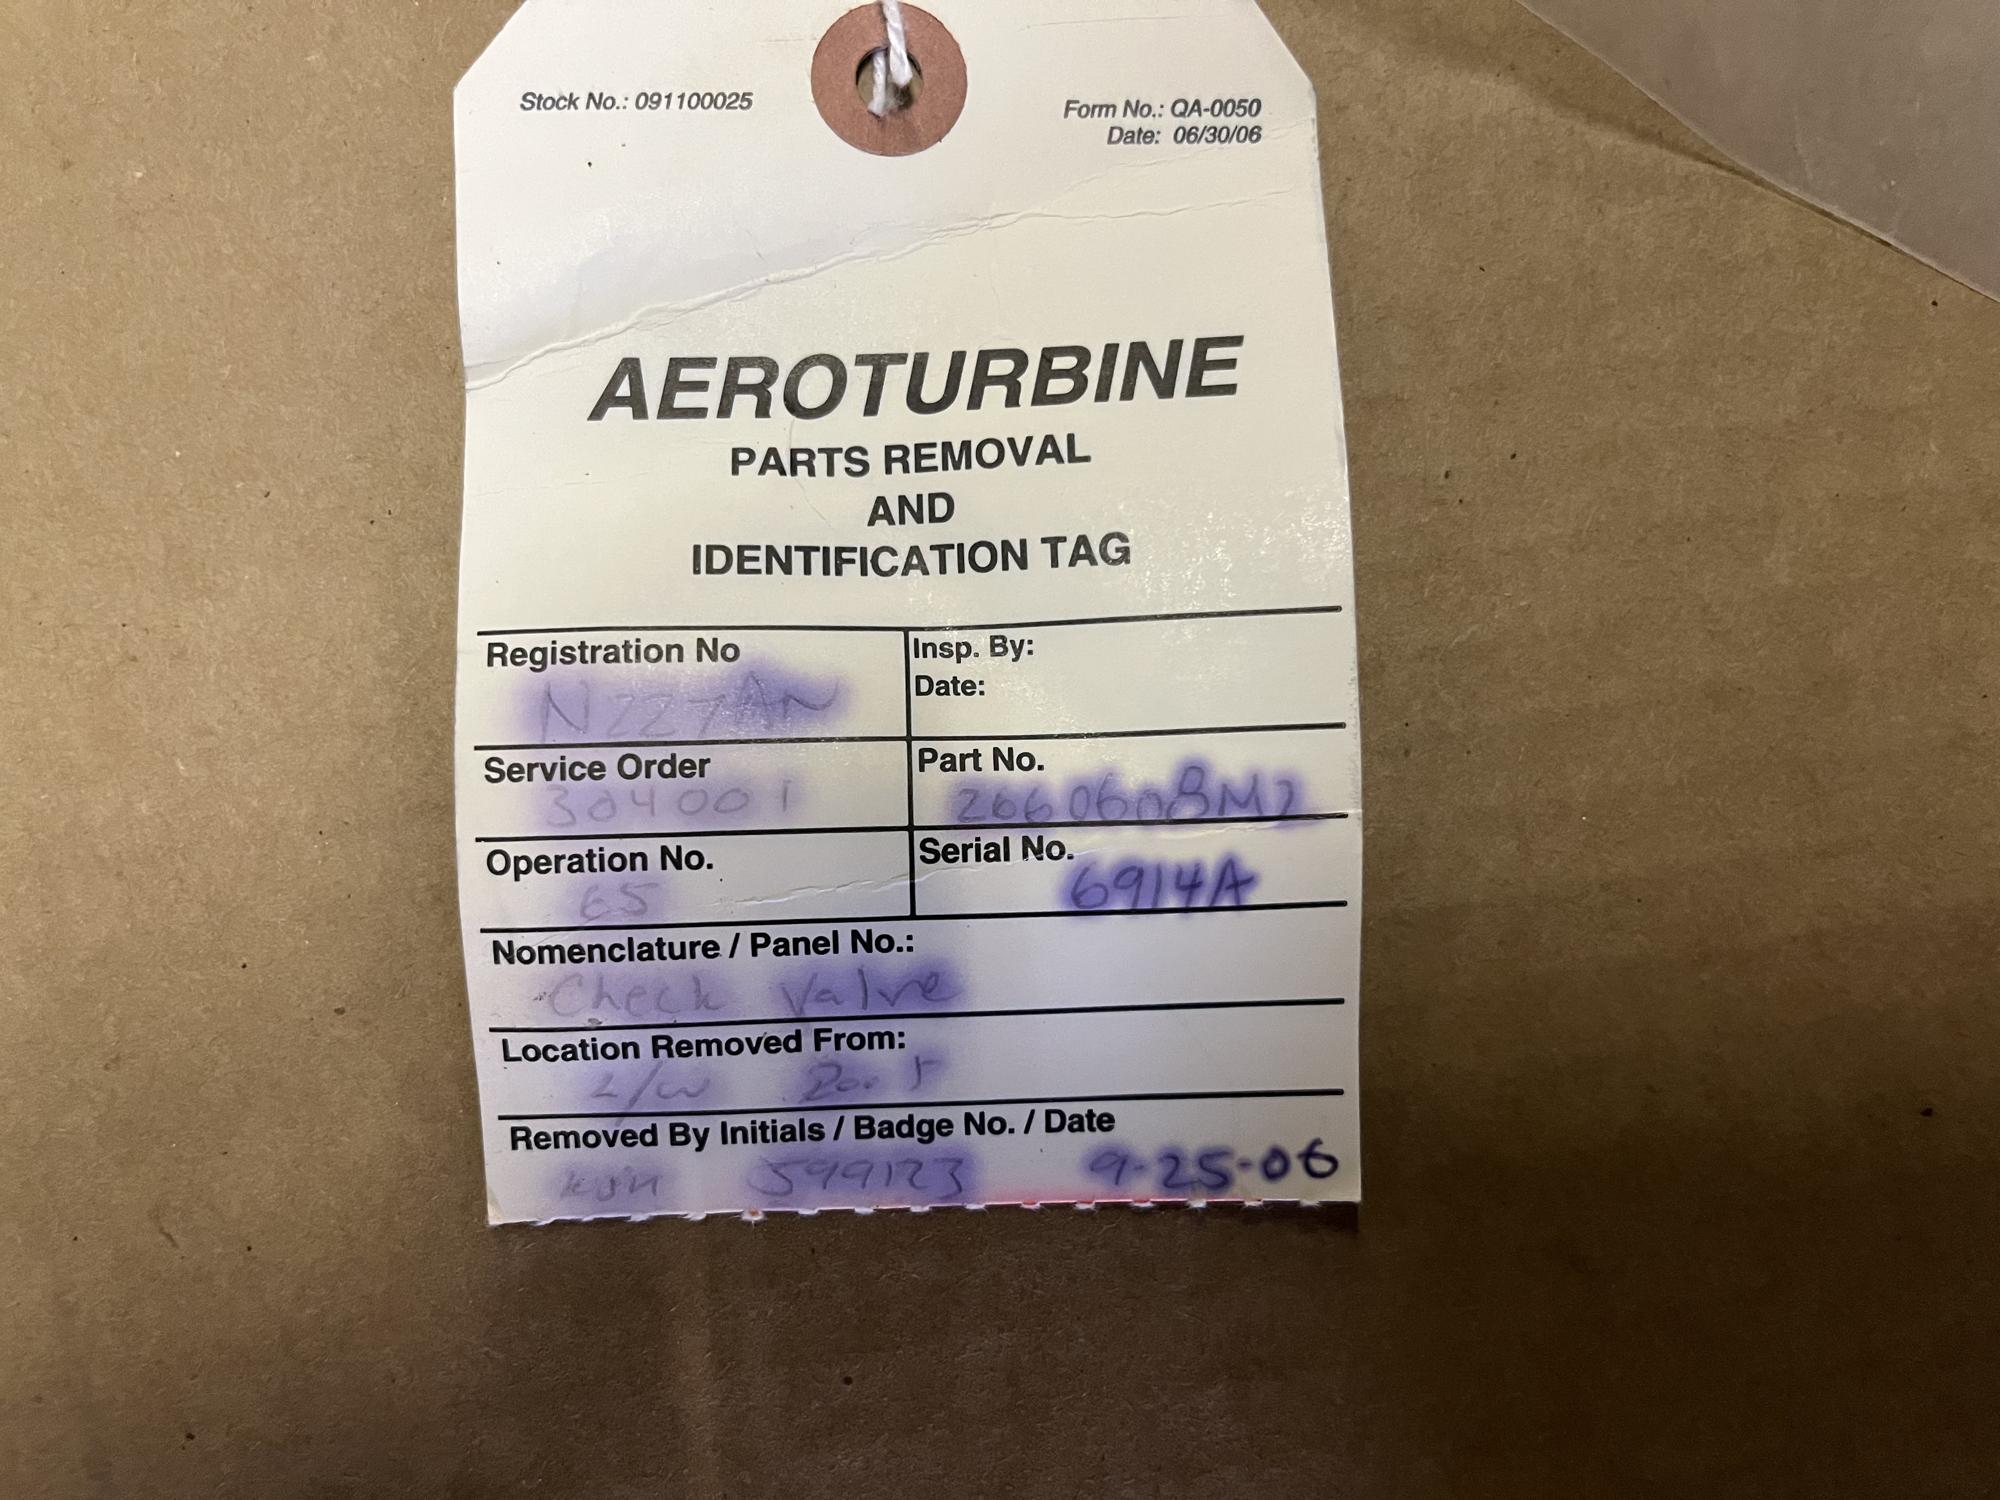 Stock No.: 091100025
Form No.: QA-0050
Date: 06/30/06
AEROTURBINE
PARTS REMOVAL
AND
IDENTIFICATION TAG
Registration No
N227AN
Insp. By:
Date:
Service Order
304001
Part No.
2660608M2
Operation No.
65
Serial No.
6914A
Nomenclature / Panel No.:
Check Valve
Location Removed From:
L/W
Removed By Initials / Badge No. / Date
599123 9-25-06